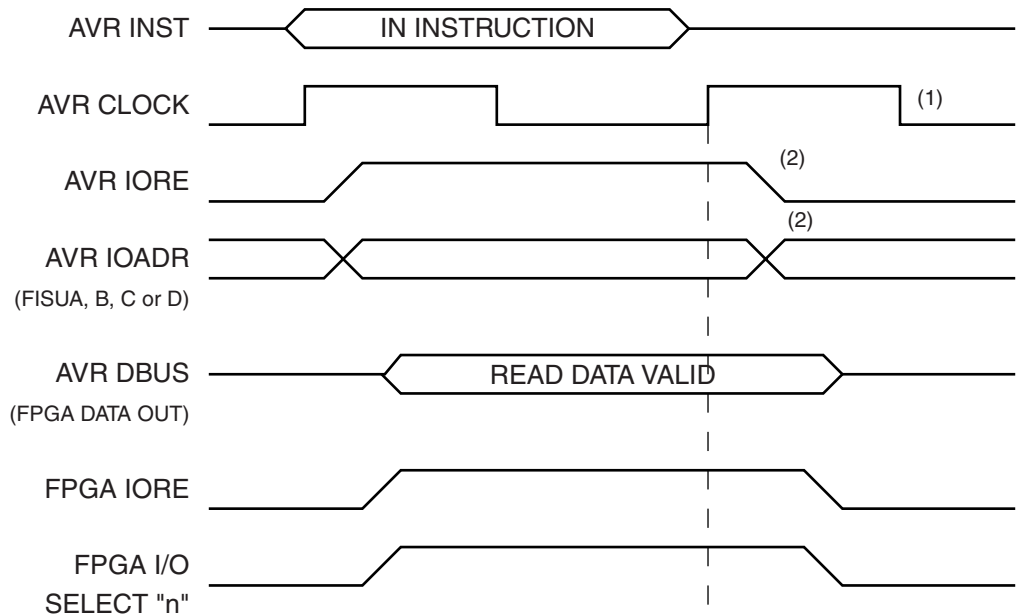 AVR INST
IN INSTRUCTION
AVR CLOCK
(1)
AVR IORE
(2)
AVR IOADR
(2)
(FISUA, B, C or D)
AVR DBUS
READ DATA VALID
(FPGA DATA OUT)
FPGA IORE
FPGA I/O
SELECT "n"